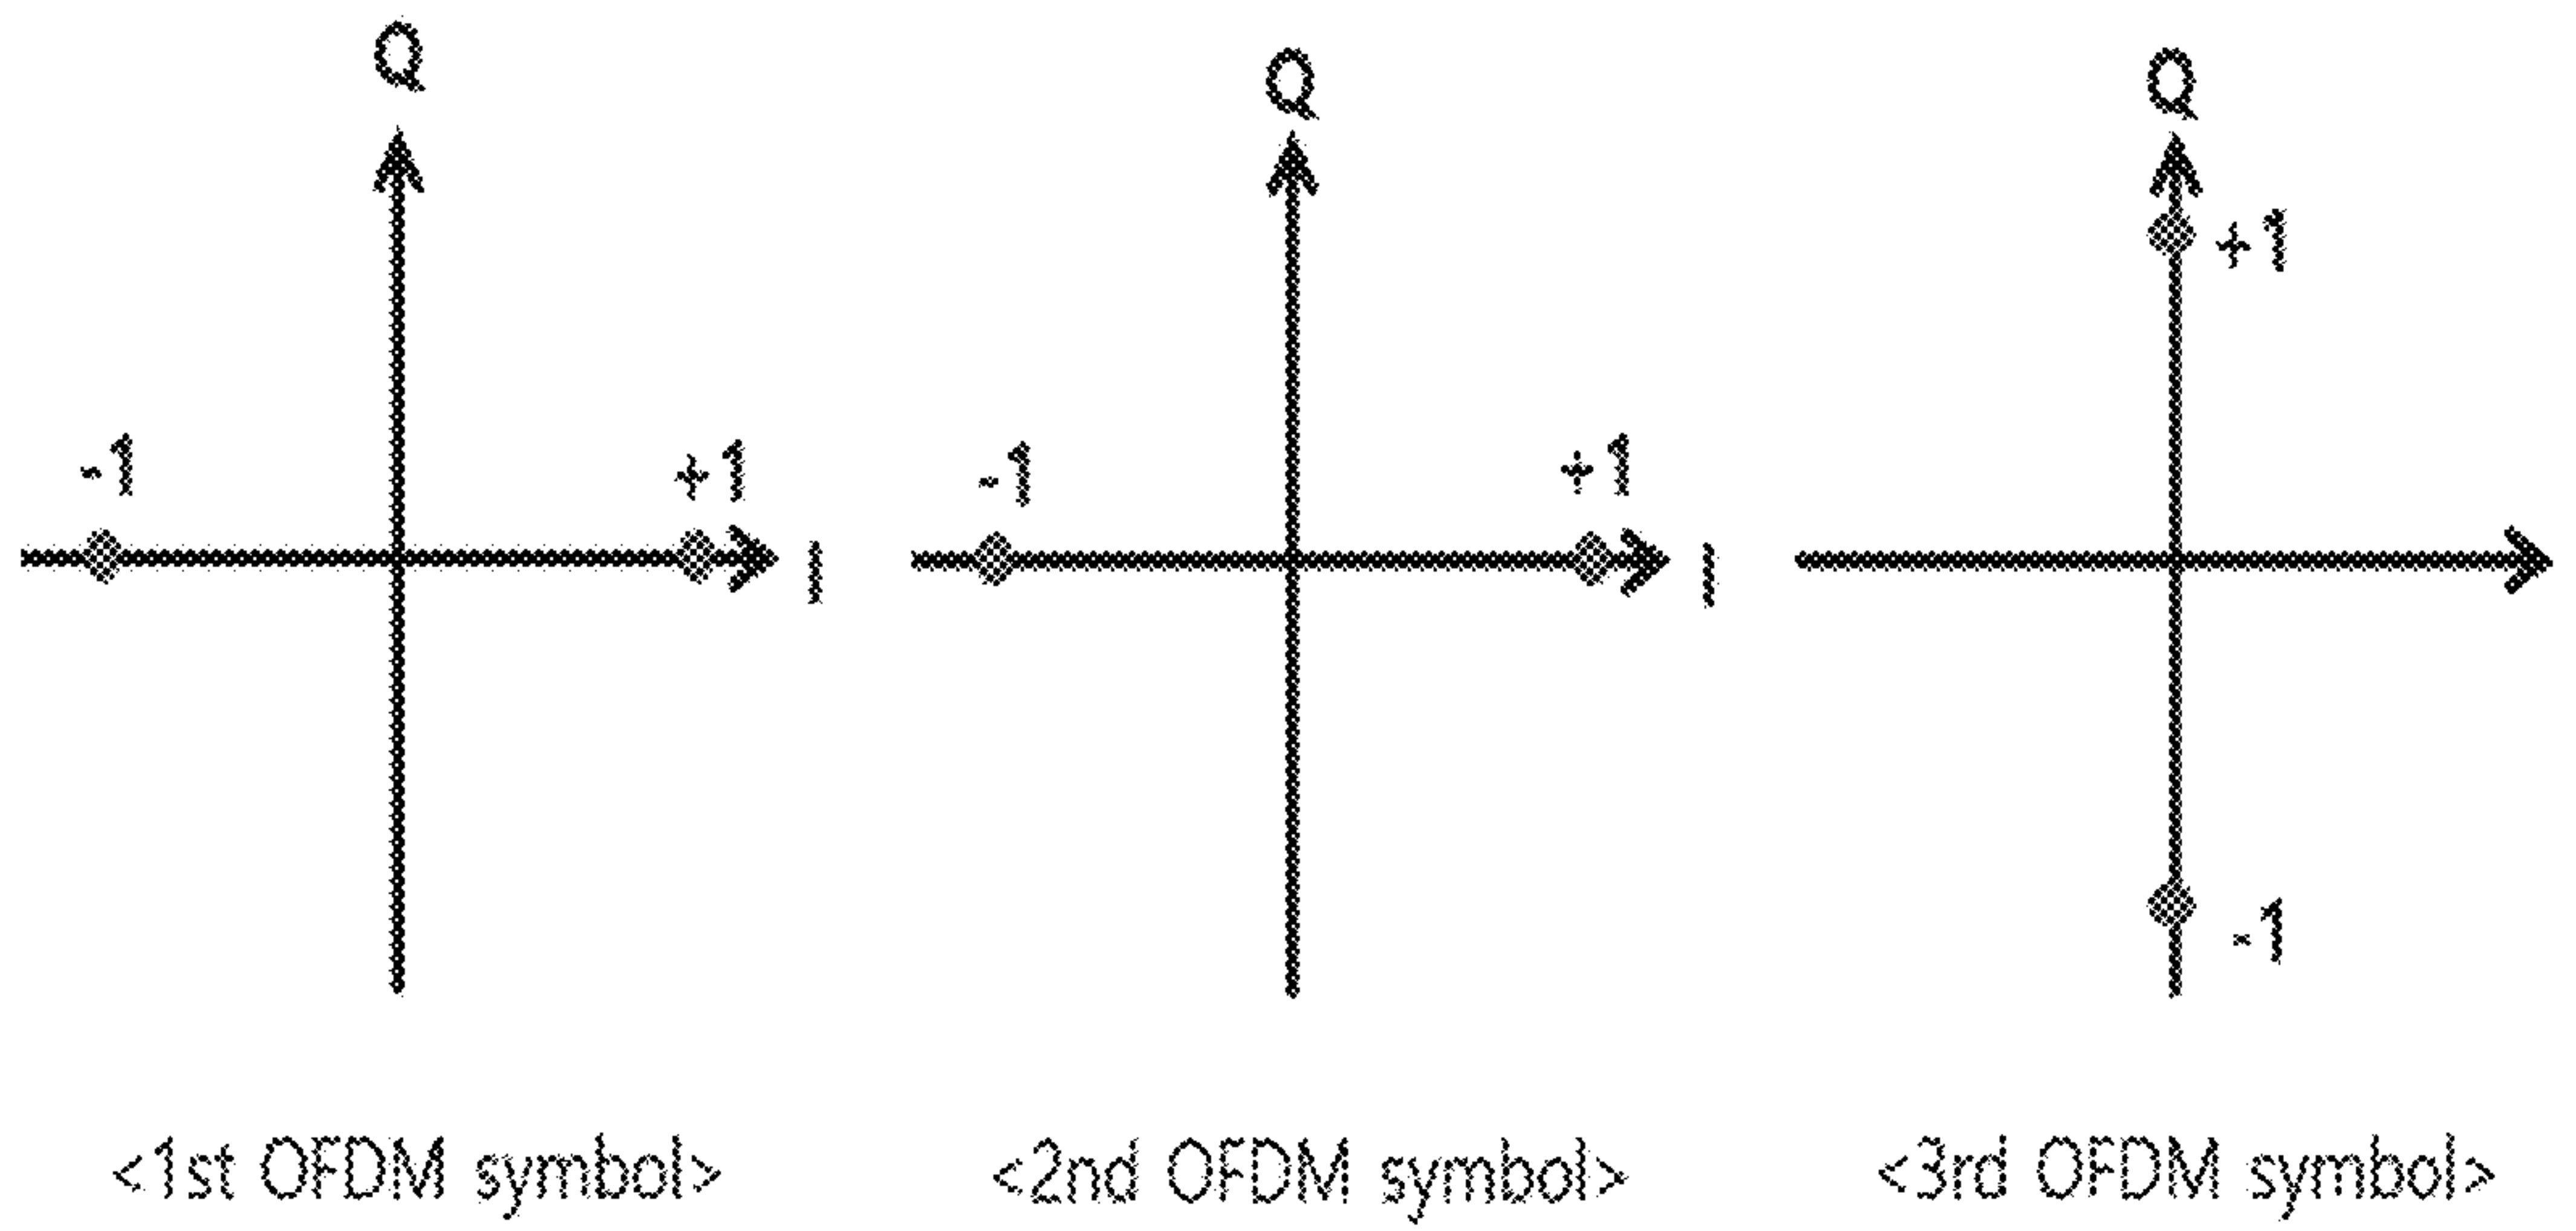 Q
Q
Q
+1
-1
+1
-1
+1
I
I
-1
<1st OFDM symbol>
<2nd OFDM symbol>
<3rd OFDM symbol>